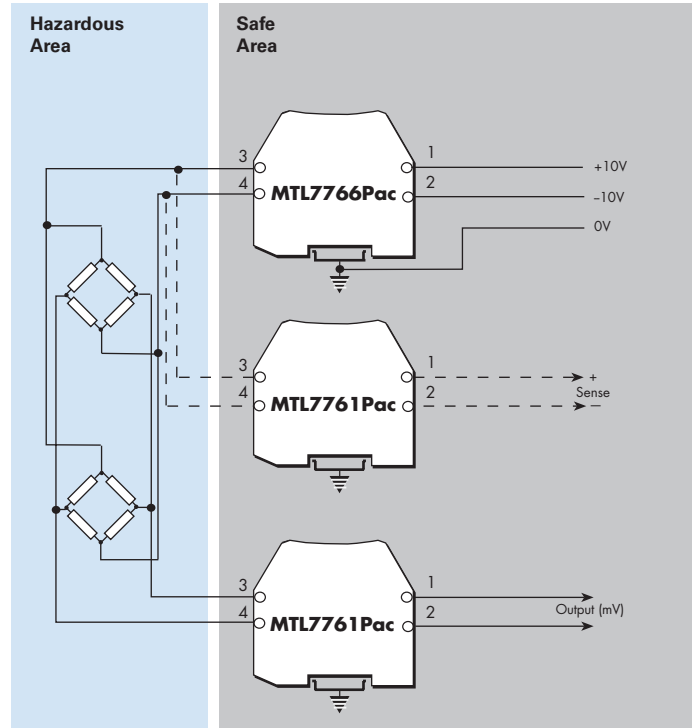 Hazardous
Area
Safe
Area
3
1
+10V
4
MTL7766Pac
2
–10V
0V
3
1
+
Sense
4
MTL7761Pac
2
–
3
1
Output (mV)
4
MTL7761Pac
2